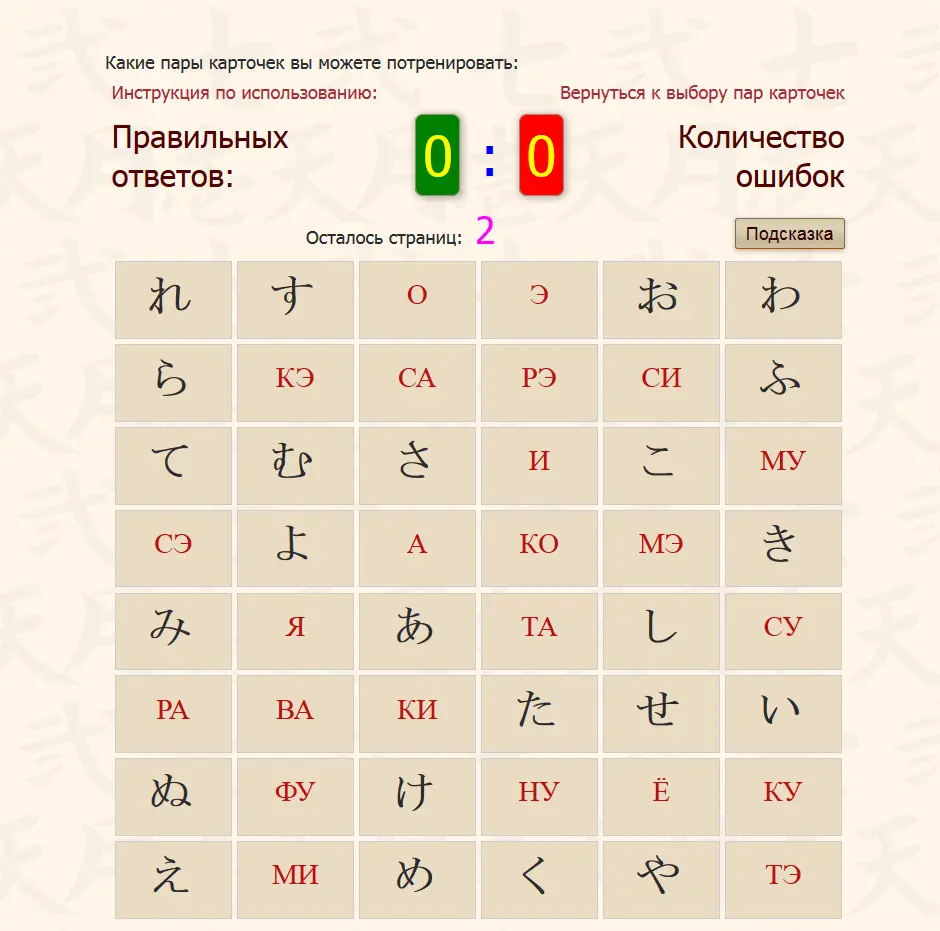 Какие пары карточек вы можете потренировать:
Инструкция по использованию: Вернуться к выбору пар карточек
Правильных ответов: 0 : 0 Количество ошибок
Осталось страниц: 2 Подсказка
れ す О Э お わ
ら КЭ СА РЭ СИ ふ
て む さ И こ МУ
СЭ よ А КО МЭ き
み Я あ ТА し СУ
РА ВА КИ た せ い
ぬ ФУ け НУ Ё КУ
え МИ め く や ТЭ